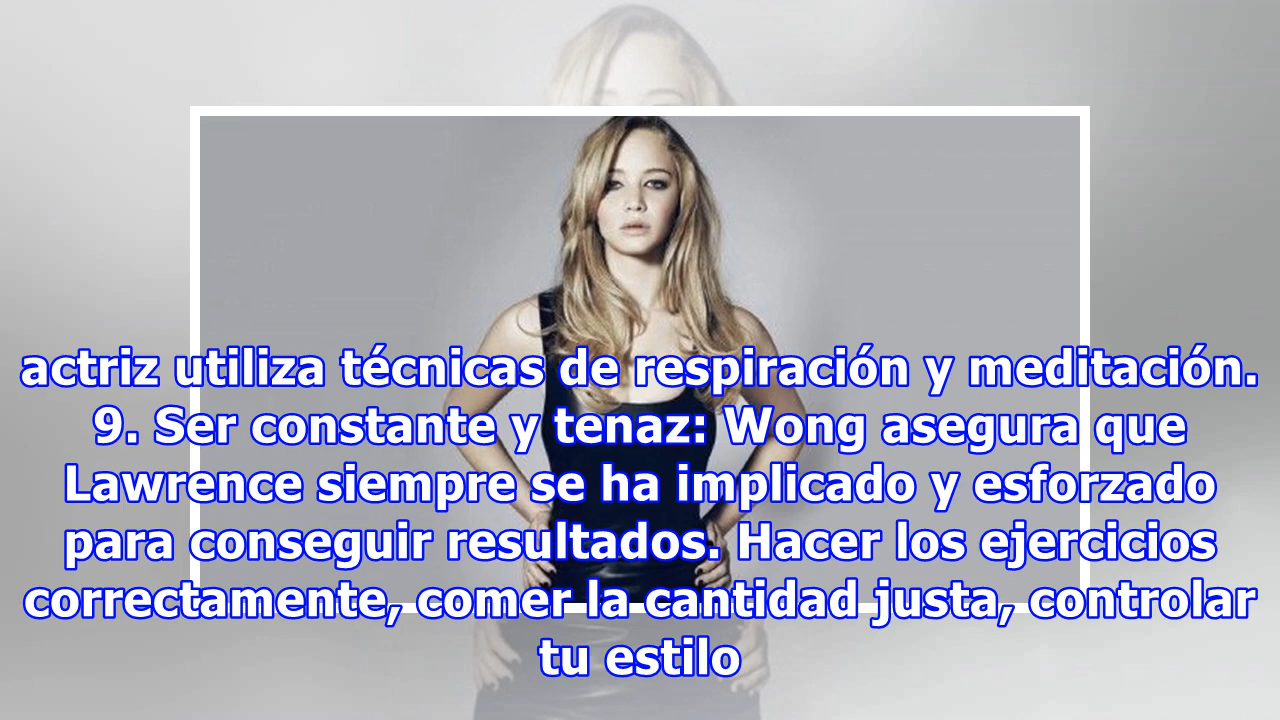 actriz utiliza técnicas de respiración y meditación.
9. Ser constante y tenaz: Wong asegura que
Lawrence siempre se ha implicado y esforzado
para conseguir resultados. Hacer los ejercicios
correctamente, comer la cantidad justa, controlar
tu estilo